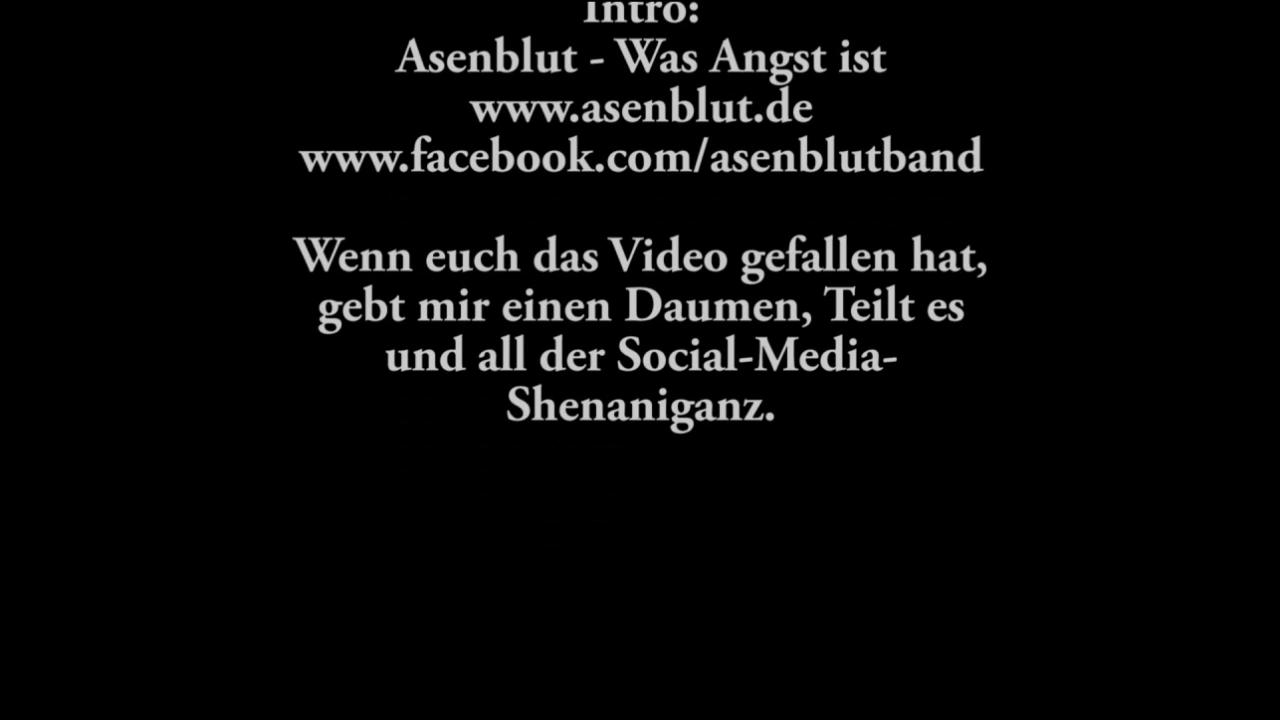 Intro:
Asenblut - Was Angst ist
www.asenblut.de
www.facebook.com/asenblutband
Wenn euch das Video gefallen hat,
gebt mir einen Daumen, Teilt es
und all der Social-Media-
Shenaniganz.